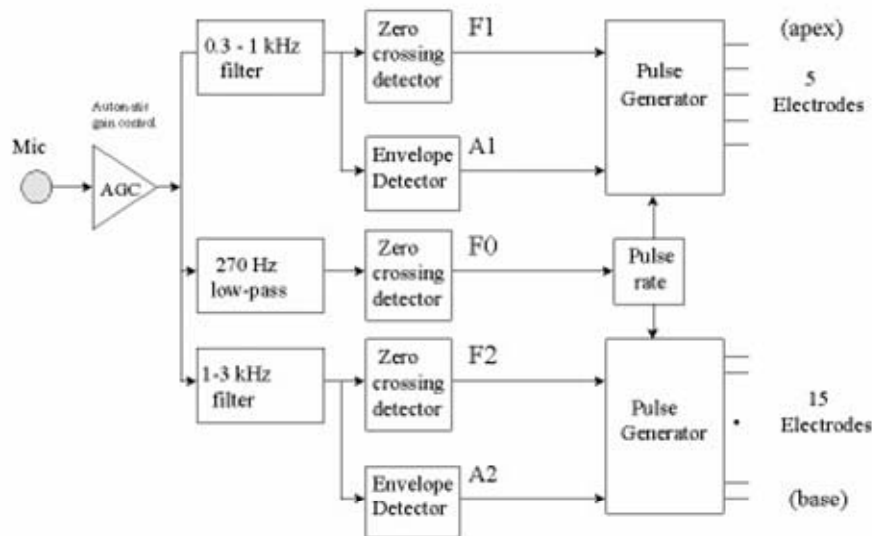 0.3 - 1 kHz
filter
Zero
crossing
detector
F1
Pulse
Generator
(apex)
5
Electrodes
Automatic
gain control
Mic
AGC
Envelope
Detector
A1
270 Hz
low-pass
Zero
crossing
detector
F0
Pulse
rate
1-3 kHz
filter
Zero
crossing
detector
F2
Pulse
Generator
15
Electrodes
Envelope
Detector
A2
(base)